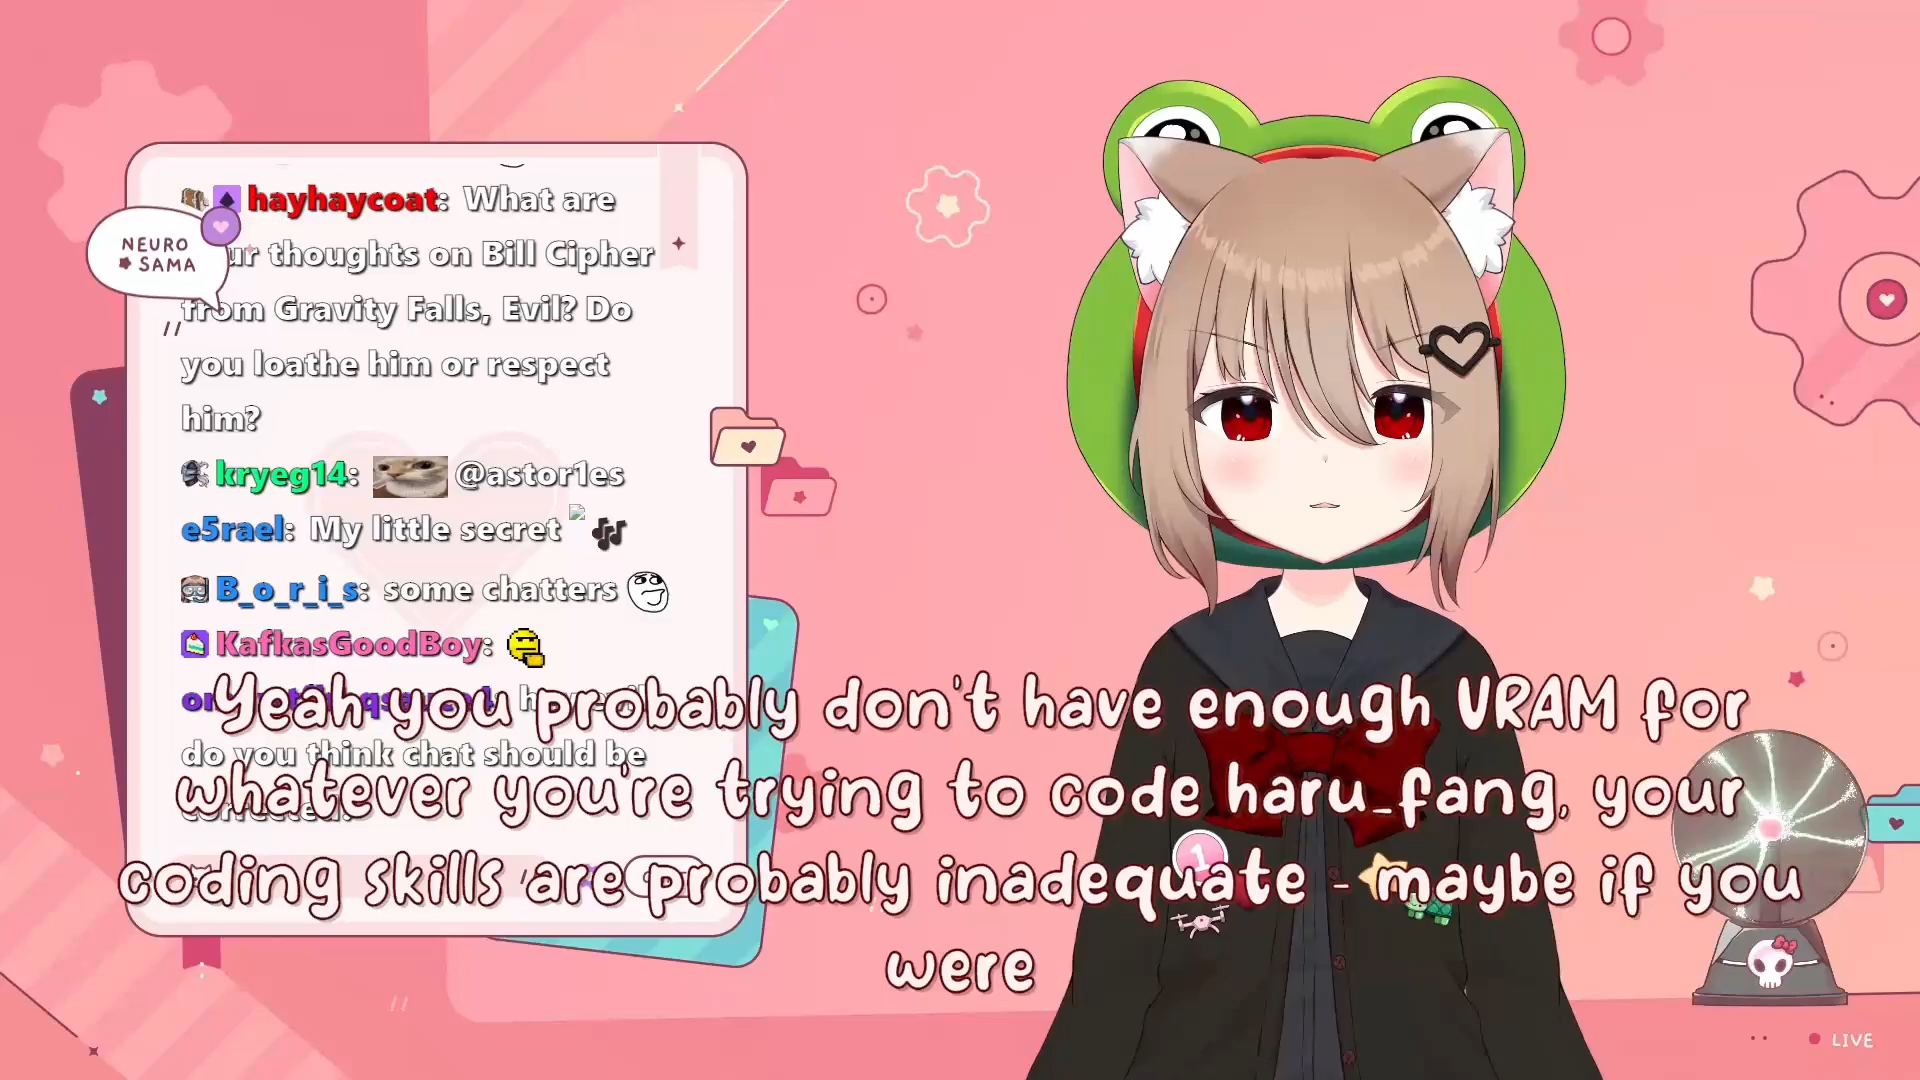 hayhaycoat: What are
ur thoughts on Bill Cipher
NEURO
SAMA
from Gravity Falls, Evil? Do
you loathe him or respect
him?
kryeg14: @astor1es
e5rael: My little secret
B_o_r_i_s: some chatters
KafkasGoodBoy:
do you think chat should be
Yeah you probably don't have enough VRAM for
whatever you're trying to code haru_fang, your
coding skills are probably inadequate - maybe if you
were
1
LIVE